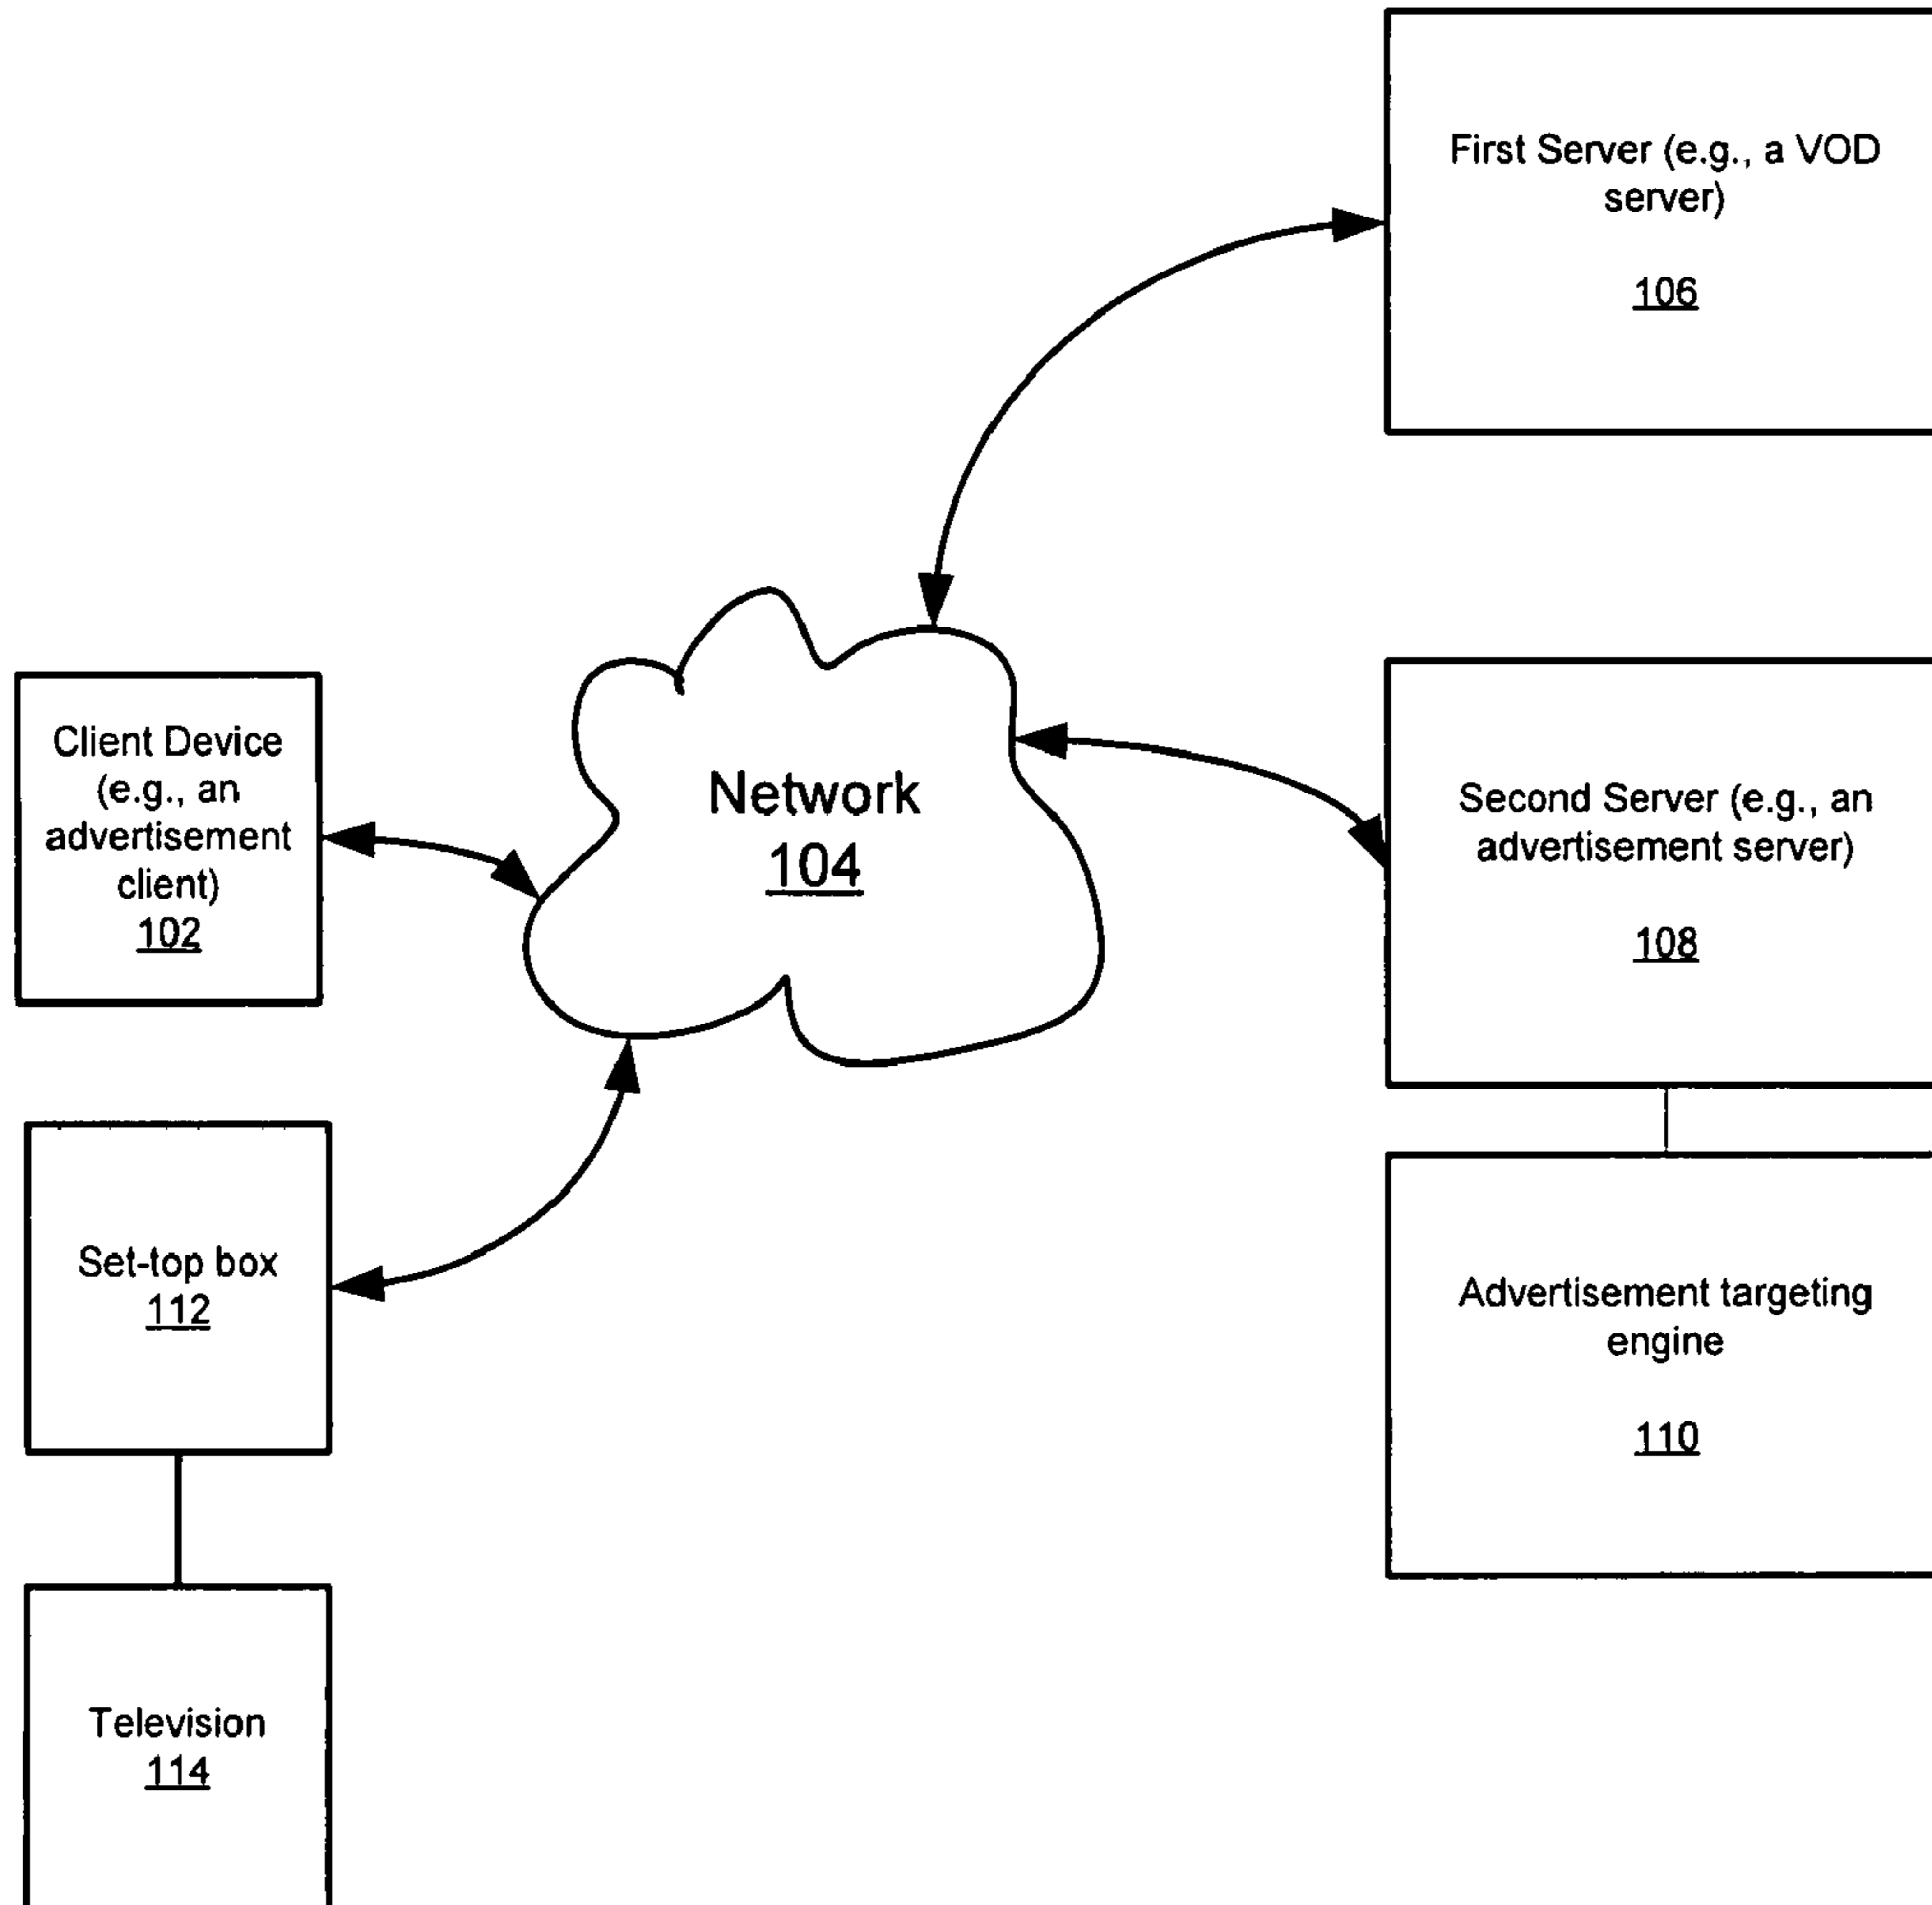 First Server (e.g., a VOD
server)
106
Client Device
(e.g., an
advertisement
client)
102
Network
104
Second Server (e.g., an
advertisement server)
108
Set-top box
112
Advertisement targeting
engine
110
Television
114